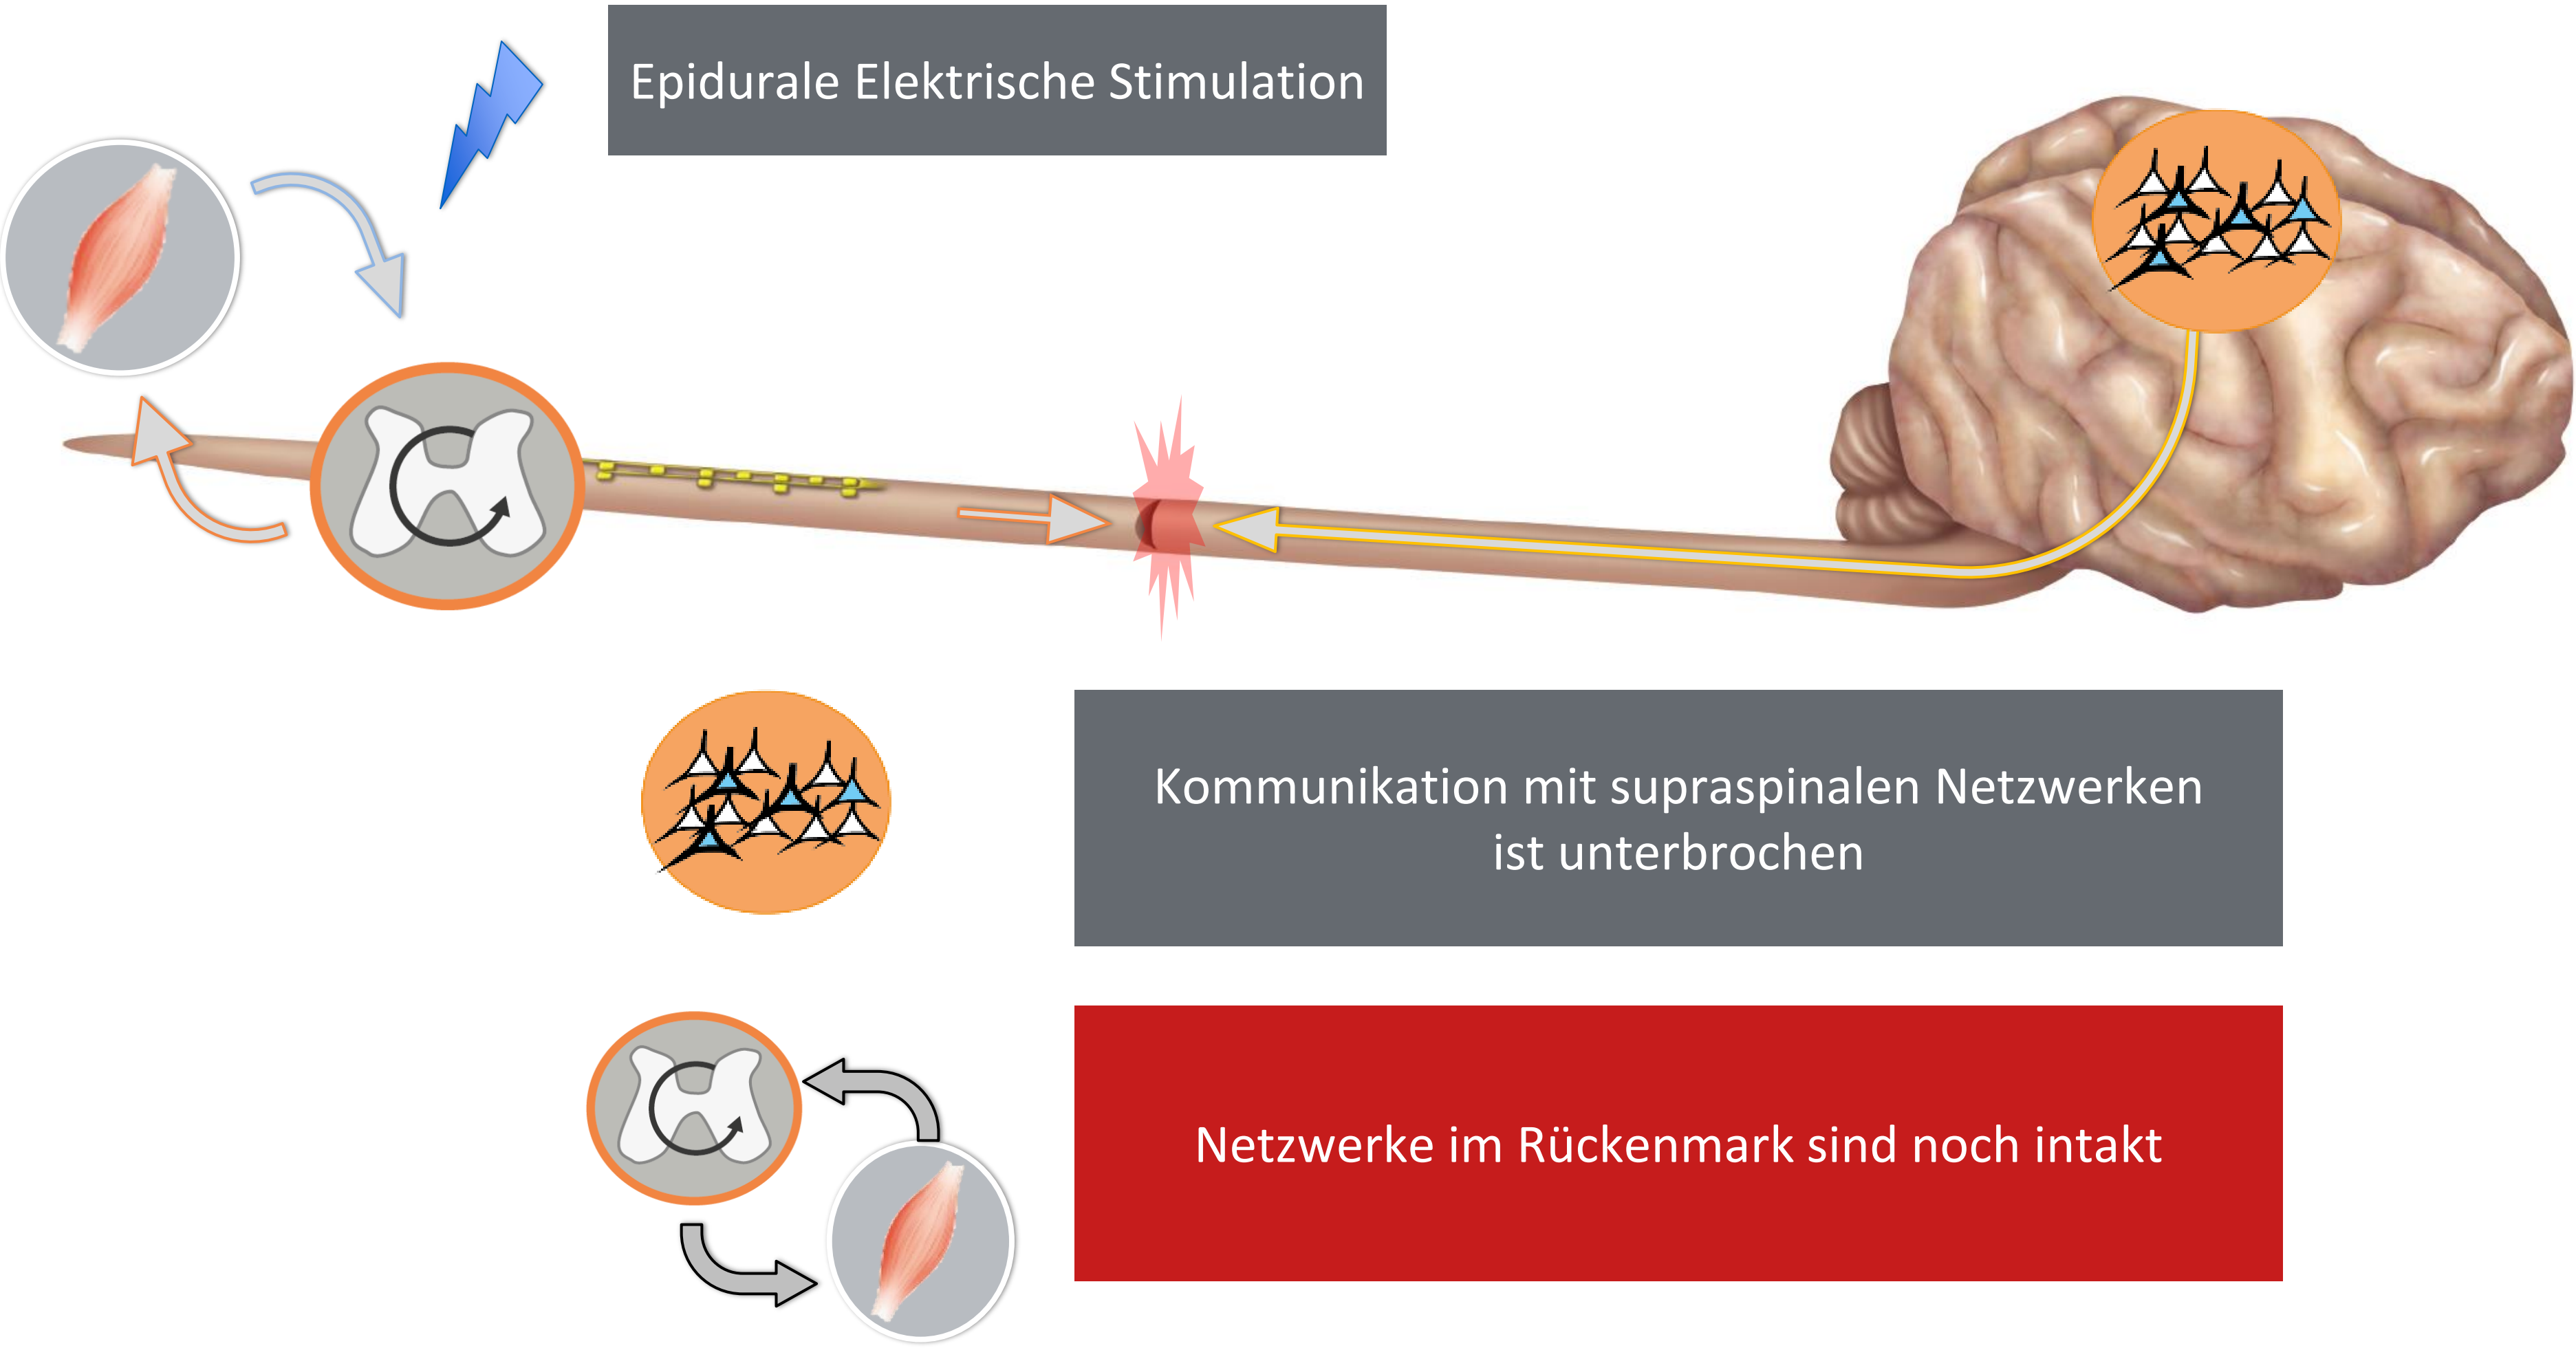 Epidurale Elektrische Stimulation
Kommunikation mit supraspinalen Netzwerken
ist unterbrochen
Netzwerke im Rückenmark sind noch intakt